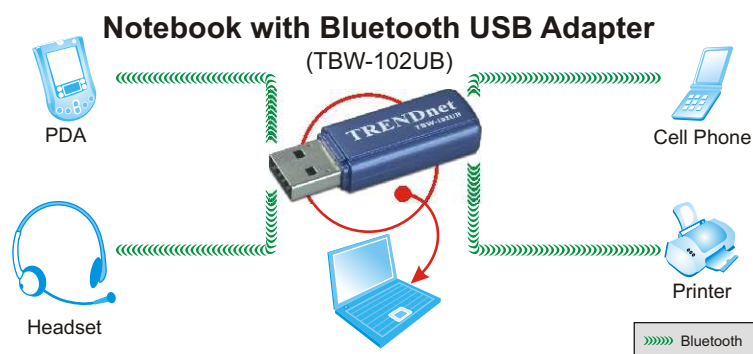 Notebook with Bluetooth USB Adapter
(TBW-102UB)
PDA
TRENDnet
TBW-102UB
Cell Phone
Headset
Printer
Bluetooth